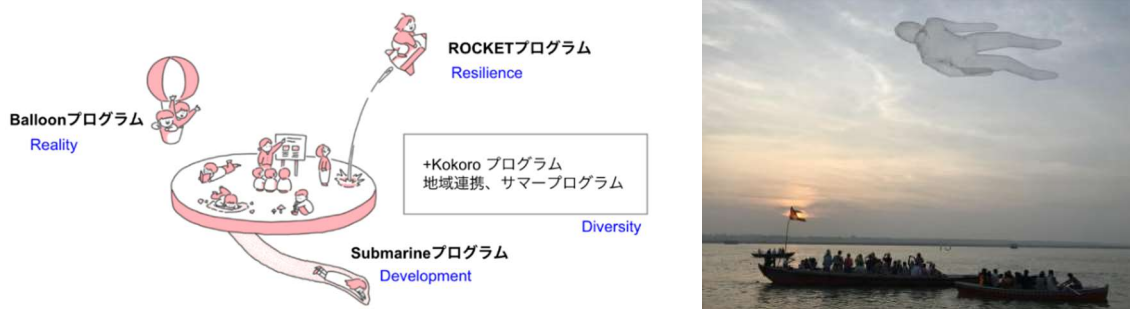 ROCKETプログラム
Resilience
Balloonプログラム
Reality
+Kokoro プログラム
地域連携、サマープログラム
Diversity
Submarineプログラム
Development